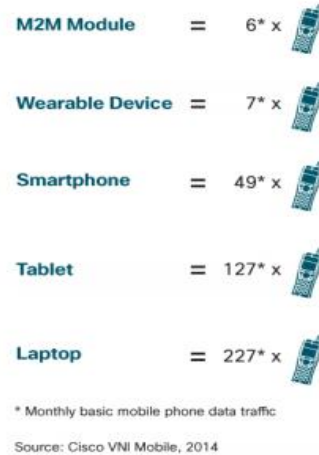 M2M Module = 6* x
Wearable Device = 7* x
Smartphone = 49* x
Tablet = 127* x
Laptop = 227* x
* Monthly basic mobile phone data traffic
Source: Cisco VNI Mobile, 2014